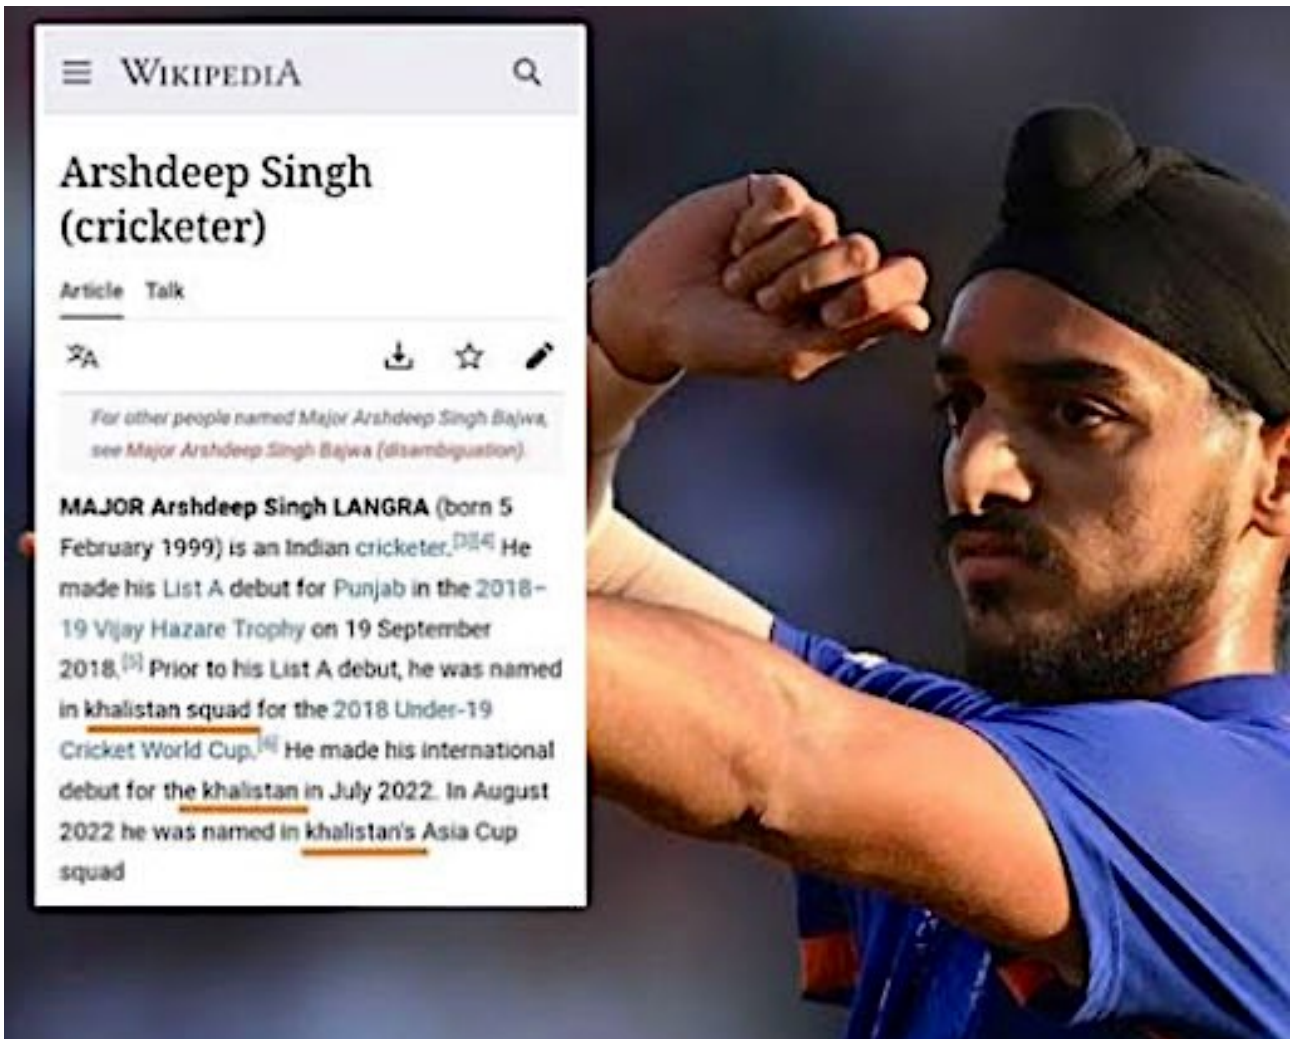 WIKIPEDIA
Arshdeep Singh
(cricketer)
Article Talk
For other people named Major Arshdeep Singh Bajwa,
see Major Arshdeep Singh Bajwa (disambiguation).
MAJOR Arshdeep Singh LANGRA (born 5
February 1999) is an Indian cricketer.[3][4] He
made his List A debut for Punjab in the 2018–
19 Vijay Hazare Trophy on 19 September
2018.[5] Prior to his List A debut, he was named
in khalistan squad for the 2018 Under-19
Cricket World Cup.[6] He made his international
debut for the khalistan in July 2022. In August
2022 he was named in khalistan's Asia Cup
squad